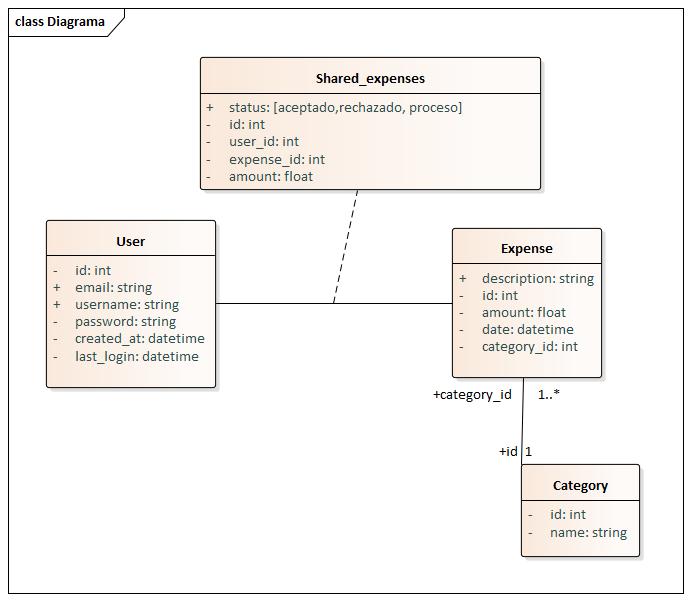 class Diagrama
Shared_expenses
+ status: [aceptado,rechazado, proceso]
- id: int
- user_id: int
- expense_id: int
- amount: float
User
- id: int
+ email: string
+ username: string
- password: string
- created_at: datetime
- last_login: datetime
Expense
+ description: string
- id: int
- amount: float
- date: datetime
- category_id: int
+category_id 1..*
+id 1
Category
- id: int
- name: string